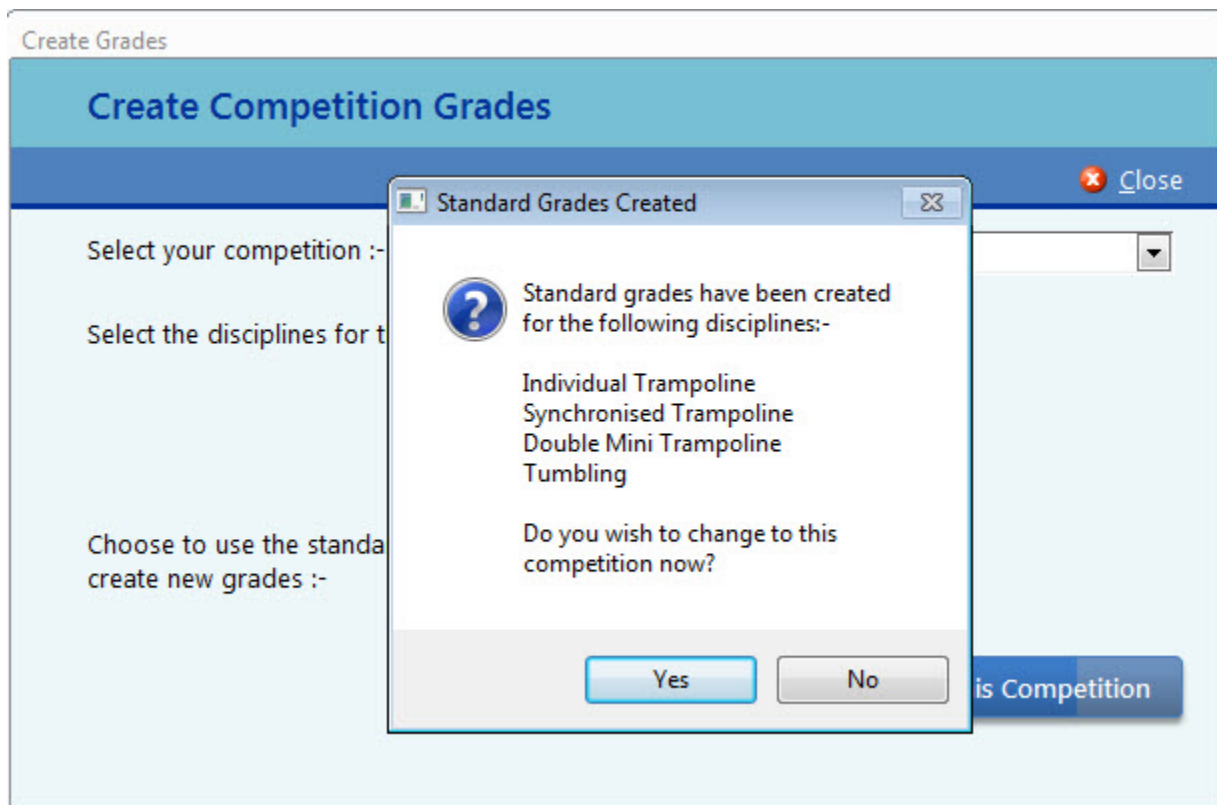 Create Grades
Create Competition Grades
Close
Standard Grades Created
Select your competition :-
Standard grades have been created
for the following disciplines:-
Select the disciplines for t
Individual Trampoline
Synchronised Trampoline
Double Mini Trampoline
Tumbling
Do you wish to change to this
competition now?
Choose to use the standa
create new grades :-
Yes
No
is Competition